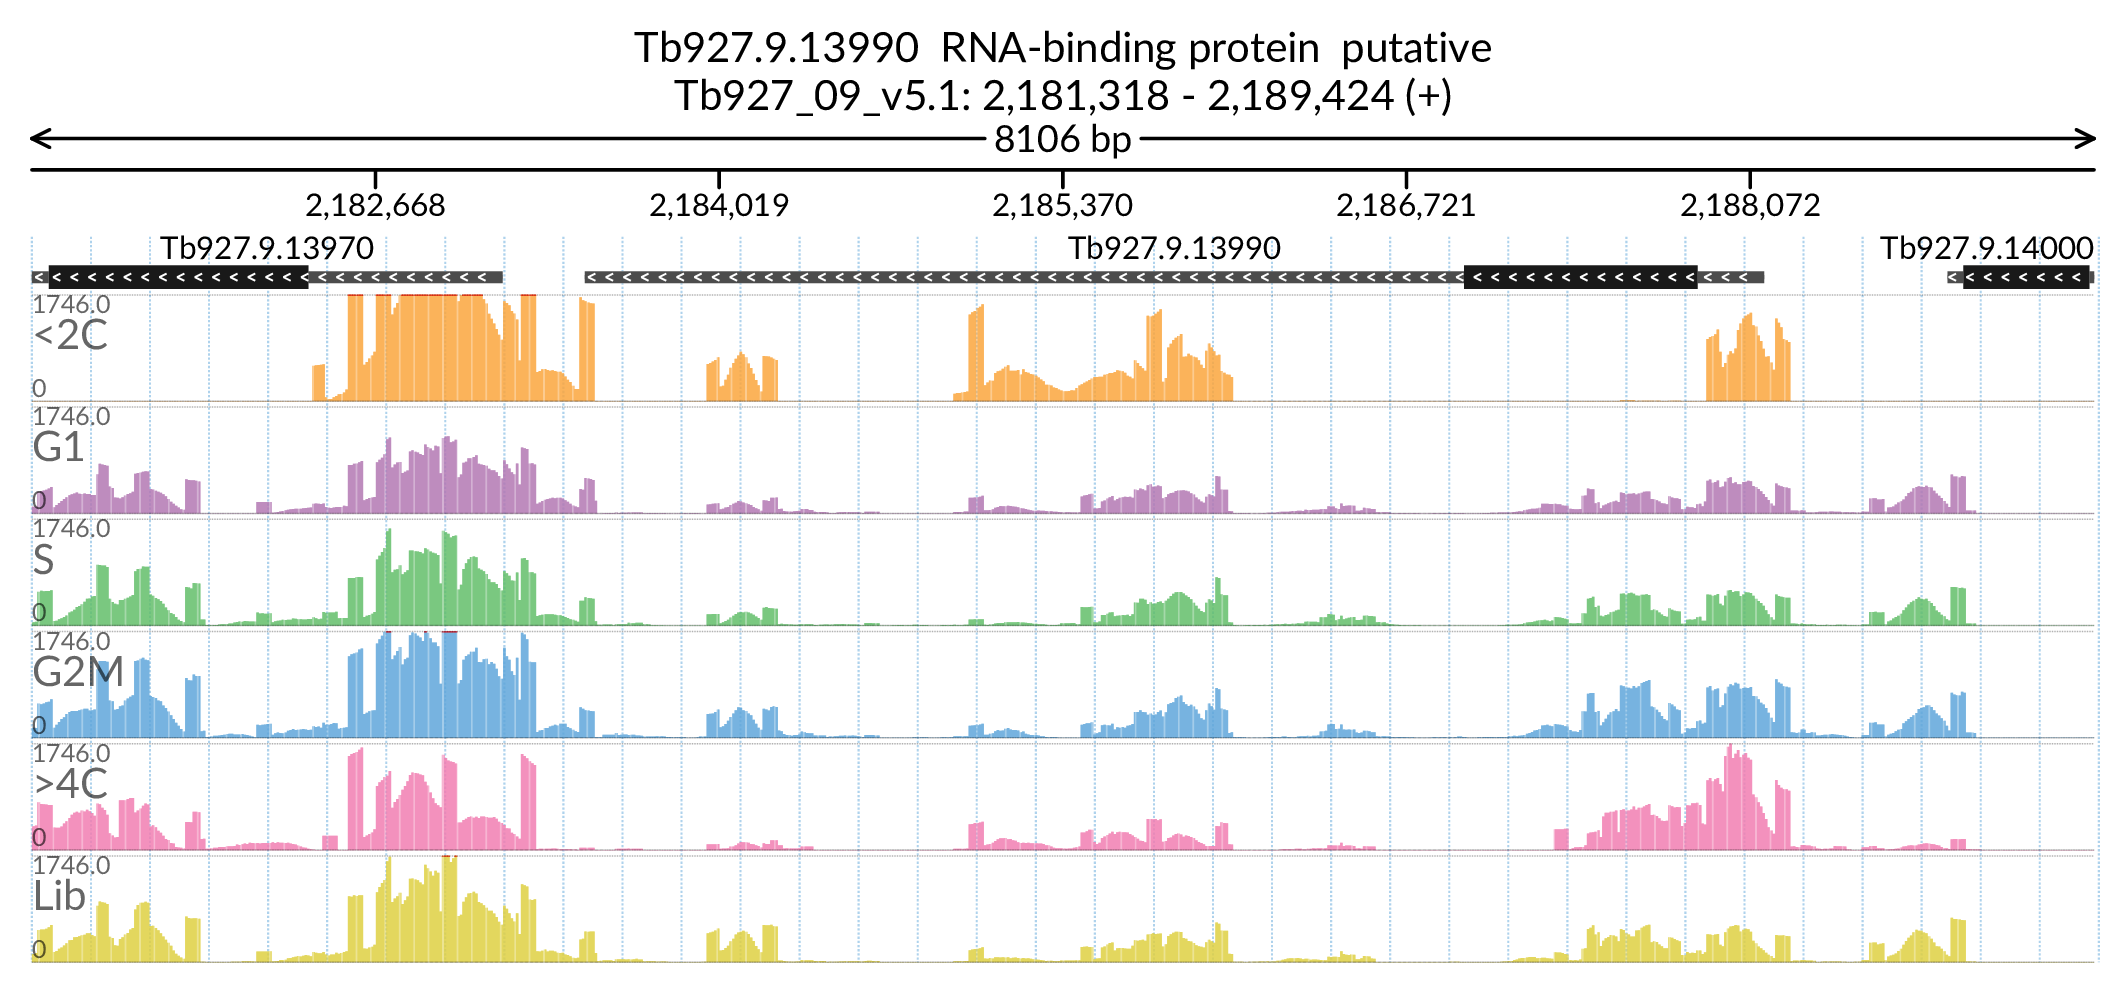 Tb927.9.13990  RNA-binding protein  putative
Tb927_09_v5.1: 2,181,318 - 2,189,424 (+)
8106 bp
2,182,668 2,184,019 2,185,370 2,186,721 2,188,072
Tb927.9.13970 Tb927.9.13990 Tb927.9.14000
1746.0
<2C
0
1746.0
G1
0
1746.0
S
0
1746.0
G2M
0
1746.0
>4C
0
1746.0
Lib
0